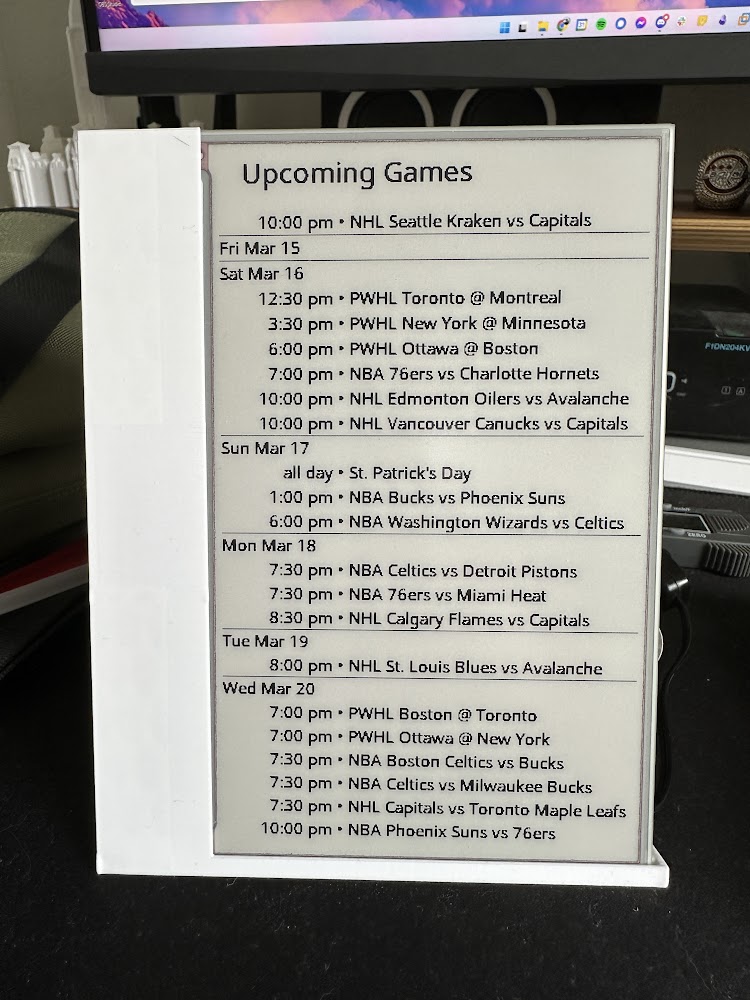 Upcoming Games
10:00 pm • NHL Seattle Kraken vs Capitals
Fri Mar 15
Sat Mar 16
12:30 pm • PWHL Toronto @ Montreal
3:30 pm • PWHL New York @ Minnesota
6:00 pm • PWHL Ottawa @ Boston
7:00 pm • NBA 76ers vs Charlotte Hornets
10:00 pm • NHL Edmonton Oilers vs Avalanche
10:00 pm • NHL Vancouver Canucks vs Capitals
Sun Mar 17
all day • St. Patrick's Day
1:00 pm • NBA Bucks vs Phoenix Suns
6:00 pm • NBA Washington Wizards vs Celtics
Mon Mar 18
7:30 pm • NBA Celtics vs Detroit Pistons
7:30 pm • NBA 76ers vs Miami Heat
8:30 pm • NHL Calgary Flames vs Capitals
Tue Mar 19
8:00 pm • NHL St. Louis Blues vs Avalanche
Wed Mar 20
7:00 pm • PWHL Boston @ Toronto
7:00 pm • PWHL Ottawa @ New York
7:30 pm • NBA Boston Celtics vs Bucks
7:30 pm • NBA Celtics vs Milwaukee Bucks
7:30 pm • NHL Capitals vs Toronto Maple Leafs
10:00 pm • NBA Phoenix Suns vs 76ers